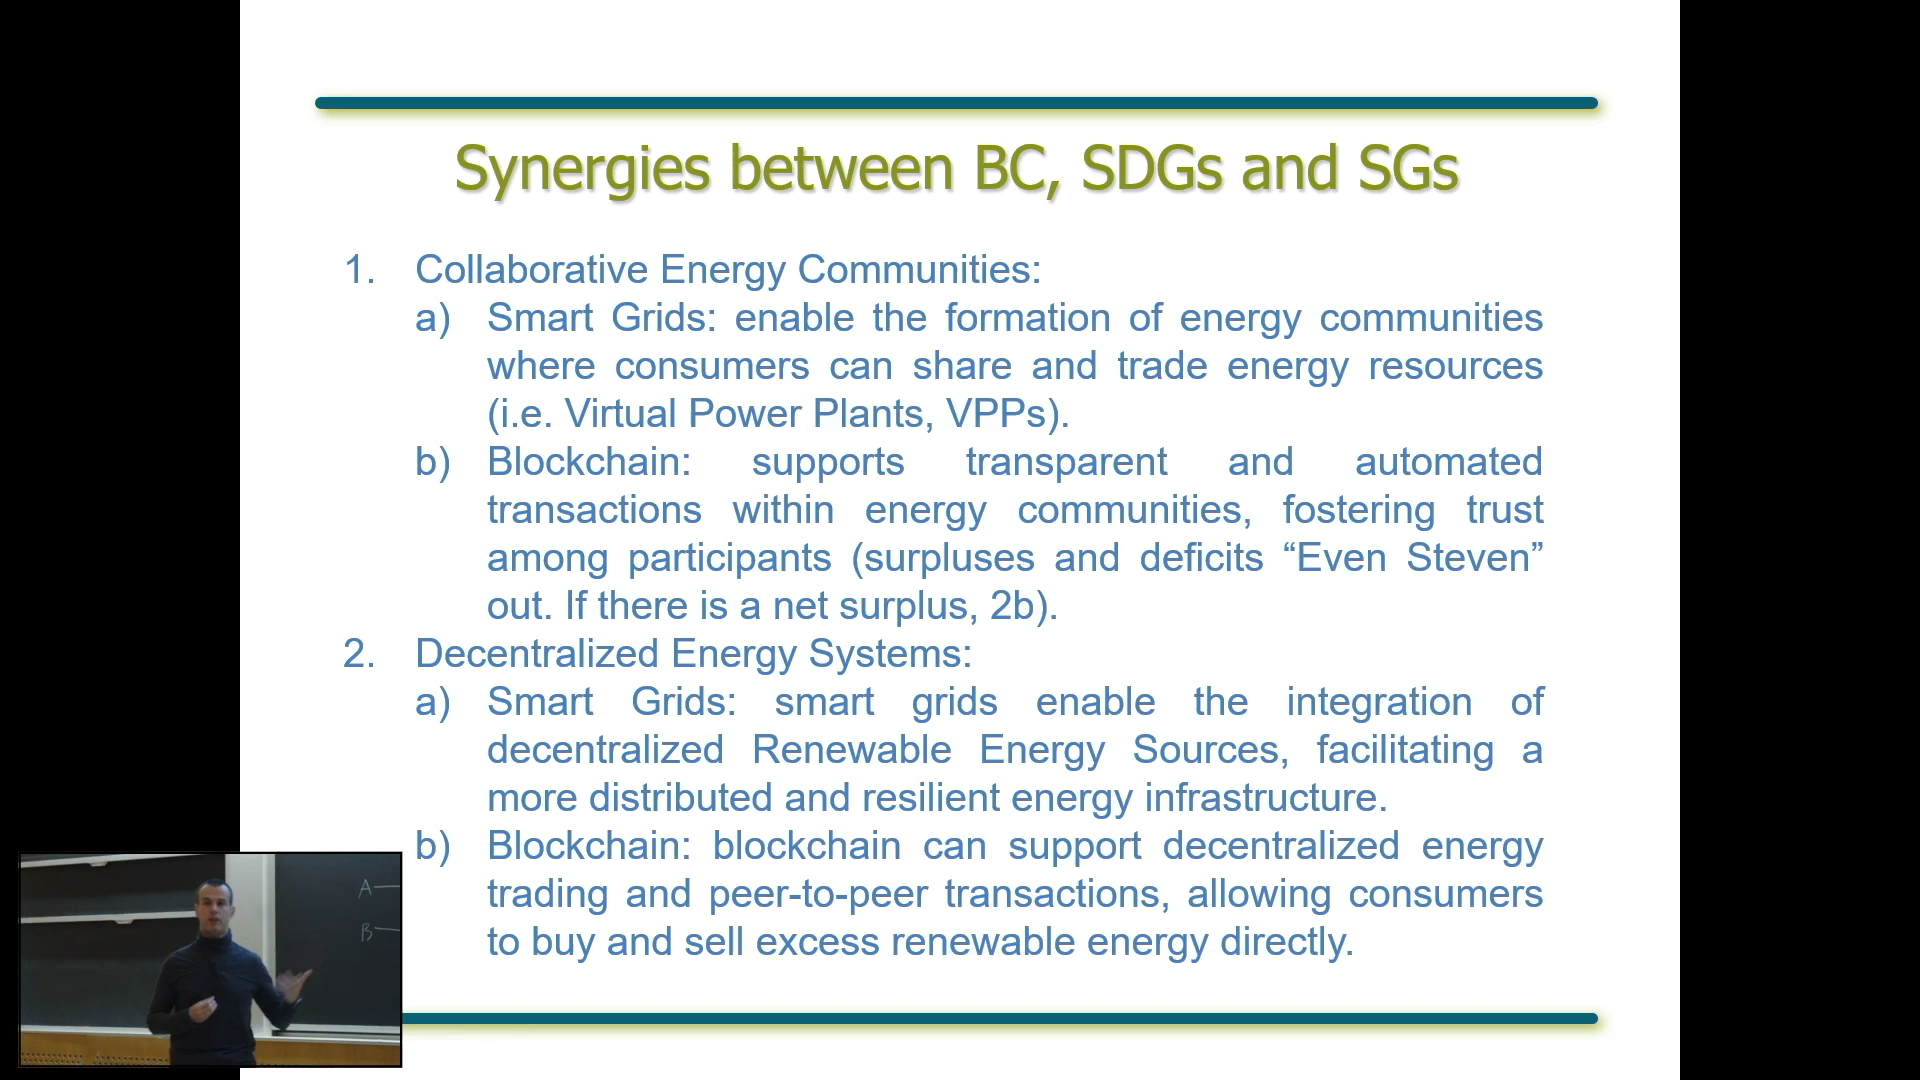 Synergies between BC, SDGs and SGs
1. Collaborative Energy Communities:
a) Smart Grids: enable the formation of energy communities
where consumers can share and trade energy resources
(i.e. Virtual Power Plants, VPPs).
b) Blockchain: supports transparent and automated
transactions within energy communities, fostering trust
among participants (surpluses and deficits “Even Steven”
out. If there is a net surplus, 2b).
2. Decentralized Energy Systems:
a) Smart Grids: smart grids enable the integration of
decentralized Renewable Energy Sources, facilitating a
more distributed and resilient energy infrastructure.
b) Blockchain: blockchain can support decentralized energy
trading and peer-to-peer transactions, allowing consumers
to buy and sell excess renewable energy directly.
A
B